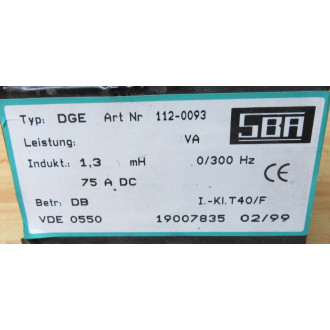 Typ: DGE Art Nr 112-0093
SBA
Leistung: VA
Indukt.: 1,3 mH 0/300 Hz
75 A DC
CE
Betr: DB I.-Kl.T40/F
VDE 0550 19007835 02/99